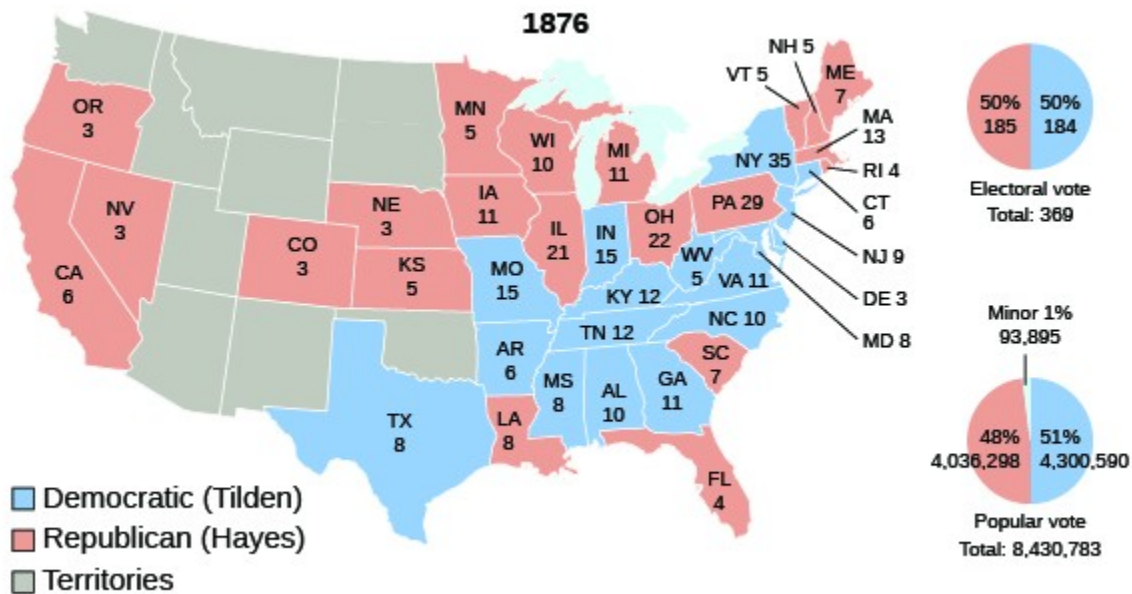 1876
NH 5
VT 5
ME
7
OR
3
MN
5
MA
13
WI
10
MI
11
NY 35
RI 4
50%
185
50%
184
Electoral vote
Total: 369
NV
3
NE
3
IA
11
PA 29
CT
6
CA
6
CO
3
IL
21
IN
15
OH
22
NJ 9
KS
5
MO
15
WV
5
VA 11
DE 3
KY 12
MD 8
TN 12
NC 10
AR
6
SC
7
MS
8
AL
10
GA
11
TX
8
LA
8
FL
4
Minor 1%
93,895
48%
4,036,298
51%
4,300,590
Popular vote
Total: 8,430,783
Democratic (Tilden)
Republican (Hayes)
Territories